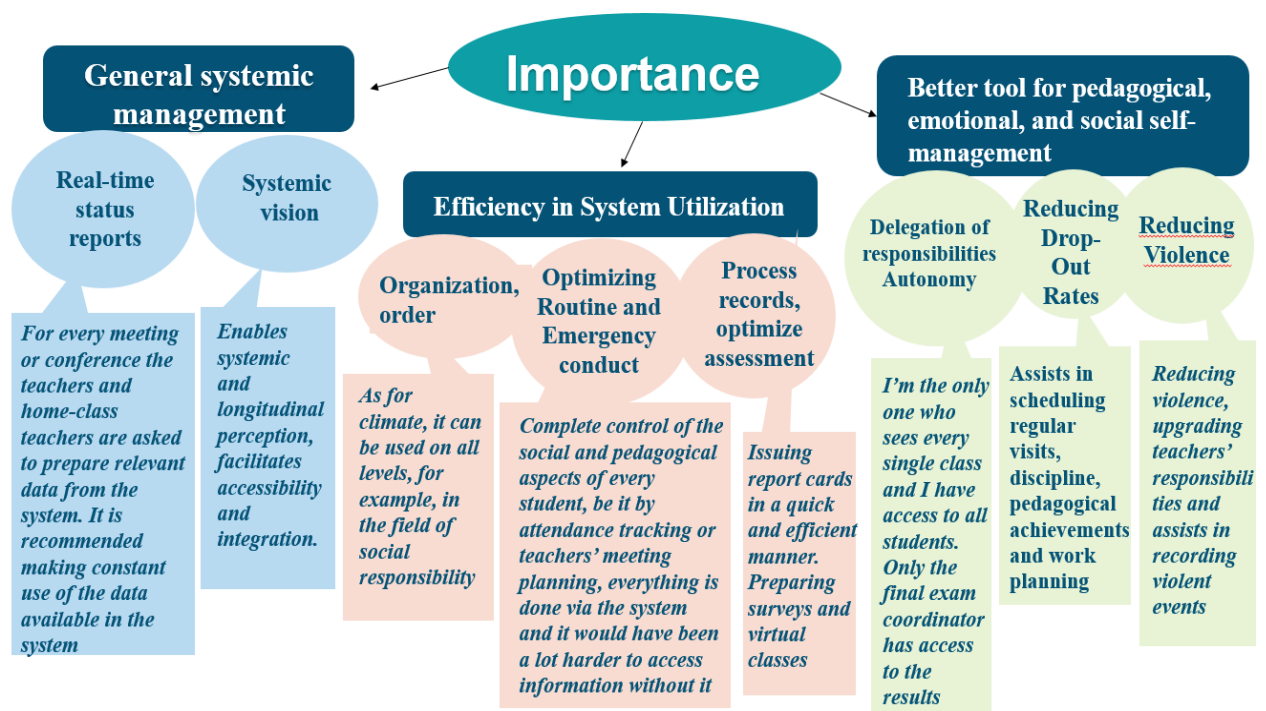 Importance
General systemic
management
Real-time
status
reports
For every meeting
or conference the
teachers and
home-class
teachers are asked
to prepare relevant
data from the
system. It is
recommended
making constant
use of the data
available in the
system
Systemic
vision
Enables
systemic
and
longitudinal
perception,
facilitates
accessibility
and
integration.
Efficiency in System Utilization
Organization,
order
As for
climate, it can
be used on all
levels, for
example, in
the field of
social
responsibility
Optimizing
Routine and
Emergency
conduct
Complete control of the
social and pedagogical
aspects of every
student, be it by
attendance tracking or
teachers’ meeting
planning, everything is
done via the system
and it would have been
a lot harder to access
information without it
Process
records,
optimize
assessment
Issuing
report cards
in a quick
and efficient
manner.
Preparing
surveys and
virtual
classes
Better tool for pedagogical,
emotional, and social self-
management
Delegation of
responsibilities
Autonomy
I’m the only
one who
sees every
single class
and I have
access to all
students.
Only the
final exam
coordinator
has access
to the
results
Reducing
Drop-
Out
Rates
Assists in
scheduling
regular
visits,
discipline,
pedagogical
achievements
and work
planning
Reducing
Violence
Reducing
violence,
upgrading
teachers’
responsibili
ties and
assists in
recording
violent
events